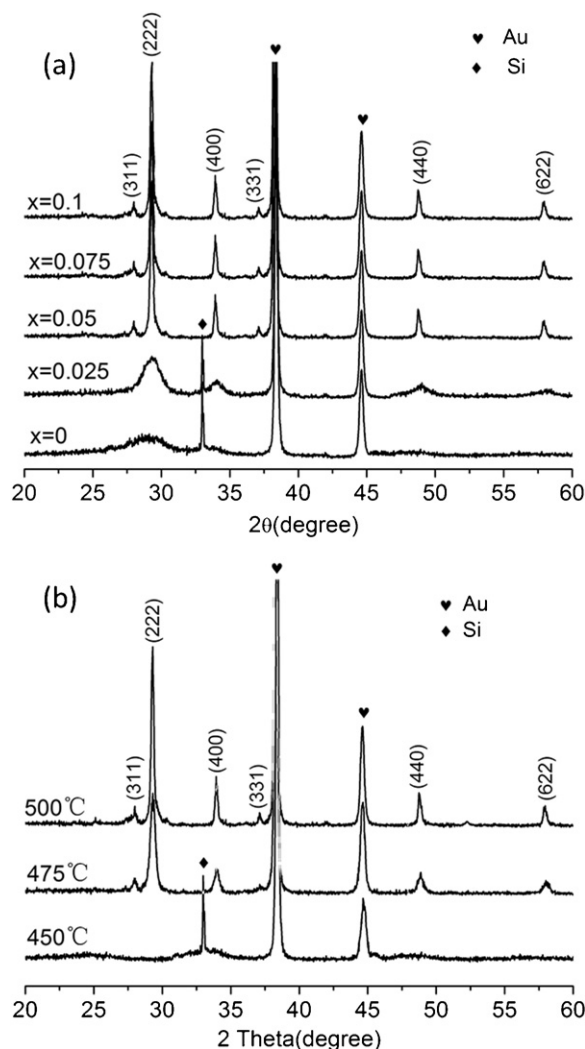 (a)
♥ Au
♦ Si
(311)
(222)
(400)
(331)
♥
♥
(440)
(622)
x=0.1
x=0.075
x=0.05
♦
x=0.025
x=0
20 25 30 35 40 45 50 55 60
2θ(degree)
(b)
♥ Au
♦ Si
(311)
(222)
(400)
(331)
♥
♥
(440)
(622)
500℃
475℃
♦
450℃
20 25 30 35 40 45 50 55 60
2 Theta(degree)